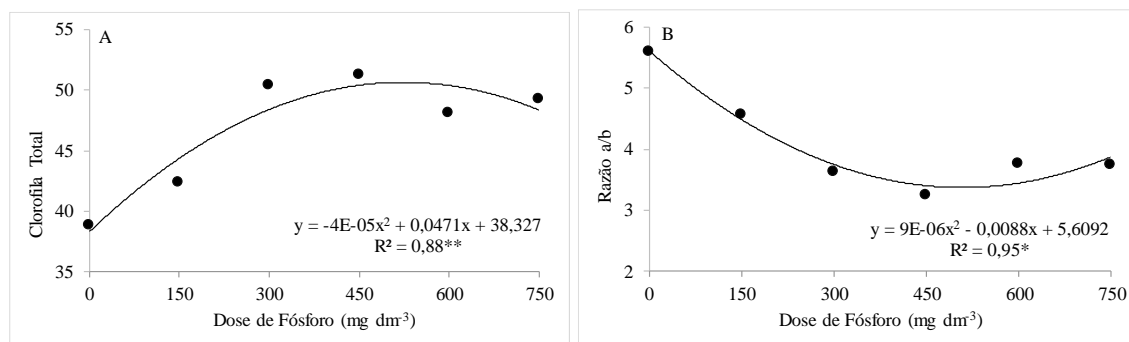 A
55
50
45
40
35
Clorofila Total
y = -4E-05x² + 0,0471x + 38,327
R² = 0,88**
0 150 300 450 600 750
Dose de Fósforo (mg dm⁻³)
B
6
5
4
3
2
Razão a/b
y = 9E-06x² - 0,0088x + 5,6092
R² = 0,95*
0 150 300 450 600 750
Dose de Fósforo (mg dm⁻³)